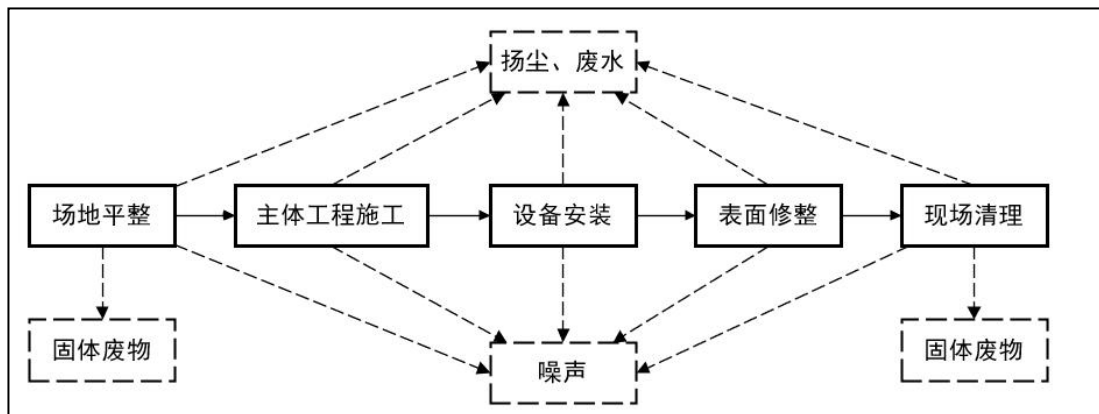 扬尘、废水
场地平整
主体工程施工
设备安装
表面修整
现场清理
固体废物
噪声
固体废物